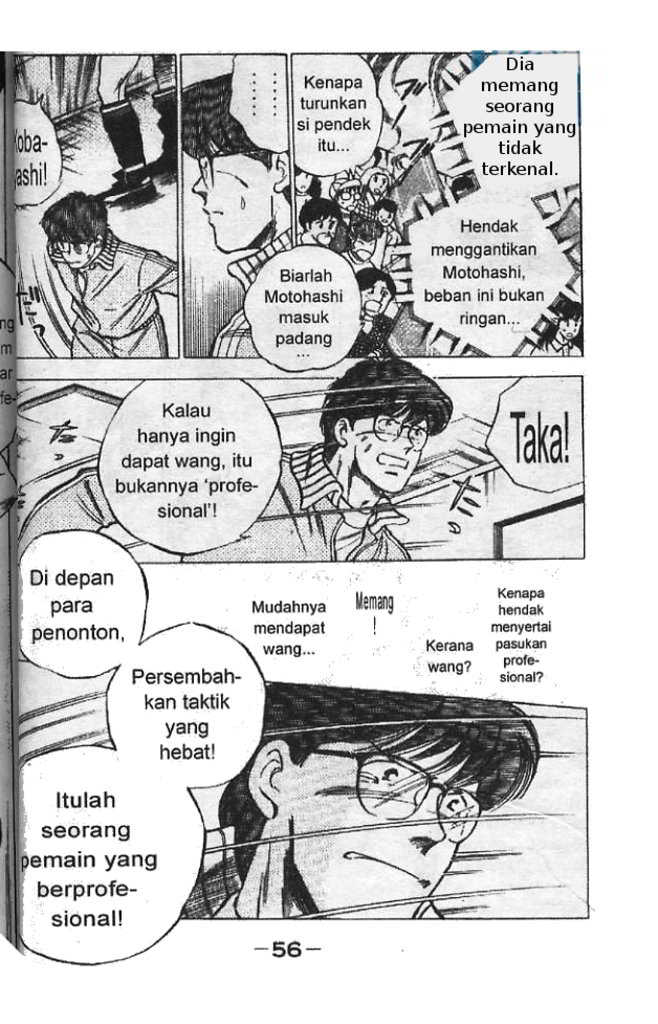 Dia
memang
seorang
pemain yang
tidak
terkenal.
Hendak
menggantikan
Motohashi,
beban ini bukan
ringan...
Kenapa
turunkan
si pendek
itu...
Biarlah
Motohashi
masuk
padang
...
Taka!
Kalau
hanya ingin
dapat wang, itu
bukannya ‘profe-
sional’!
Kenapa
hendak
menyertai
pasukan
profe-
sional?
Kerana
wang?
Memang
!
Mudahnya
mendapat
wang...
Di depan
para
penonton,
Persembah-
kan taktik
yang
hebat!
Itulah
seorang
pemain yang
berprofe-
sional!
—56—